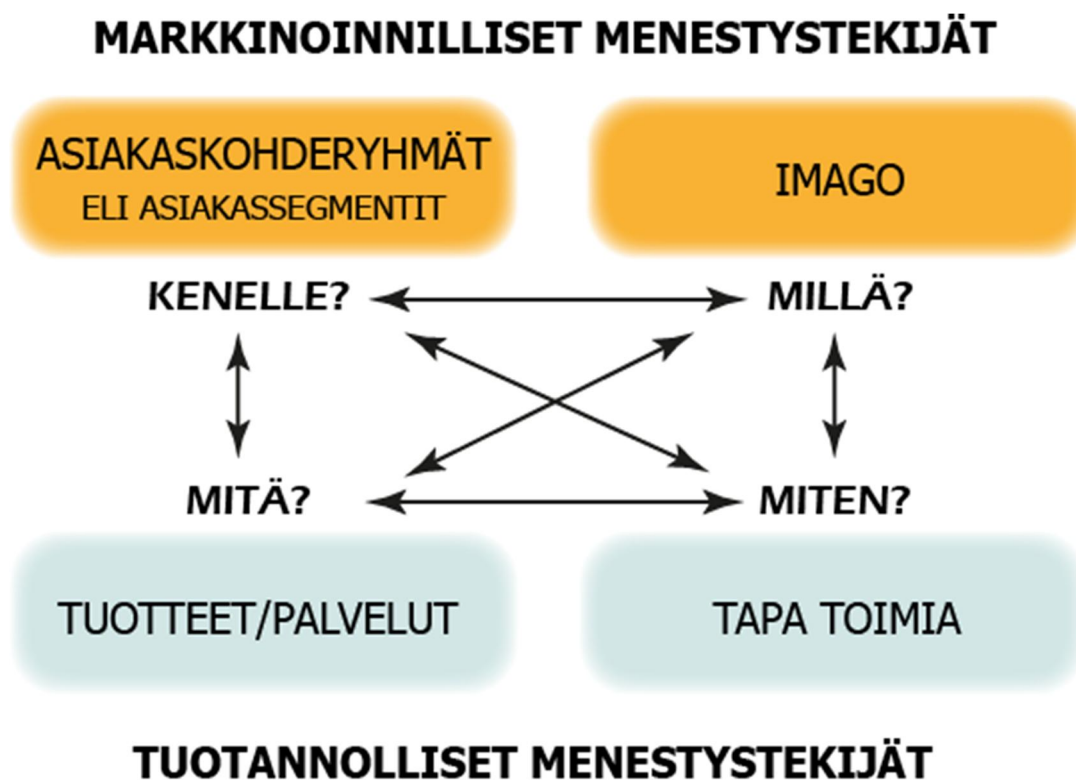 MARKKINOINNILLISET MENESTYSTEKIJÄT
ASIAKASKOHDERYHMÄT
ELI ASIAKASSEGMENTIT
IMAGO
KENELLE?
MILLÄ?
MITÄ?
MITEN?
TUOTTEET/PALVELUT
TAPA TOIMIA
TUOTANNOLLISET MENESTYSTEKIJÄT